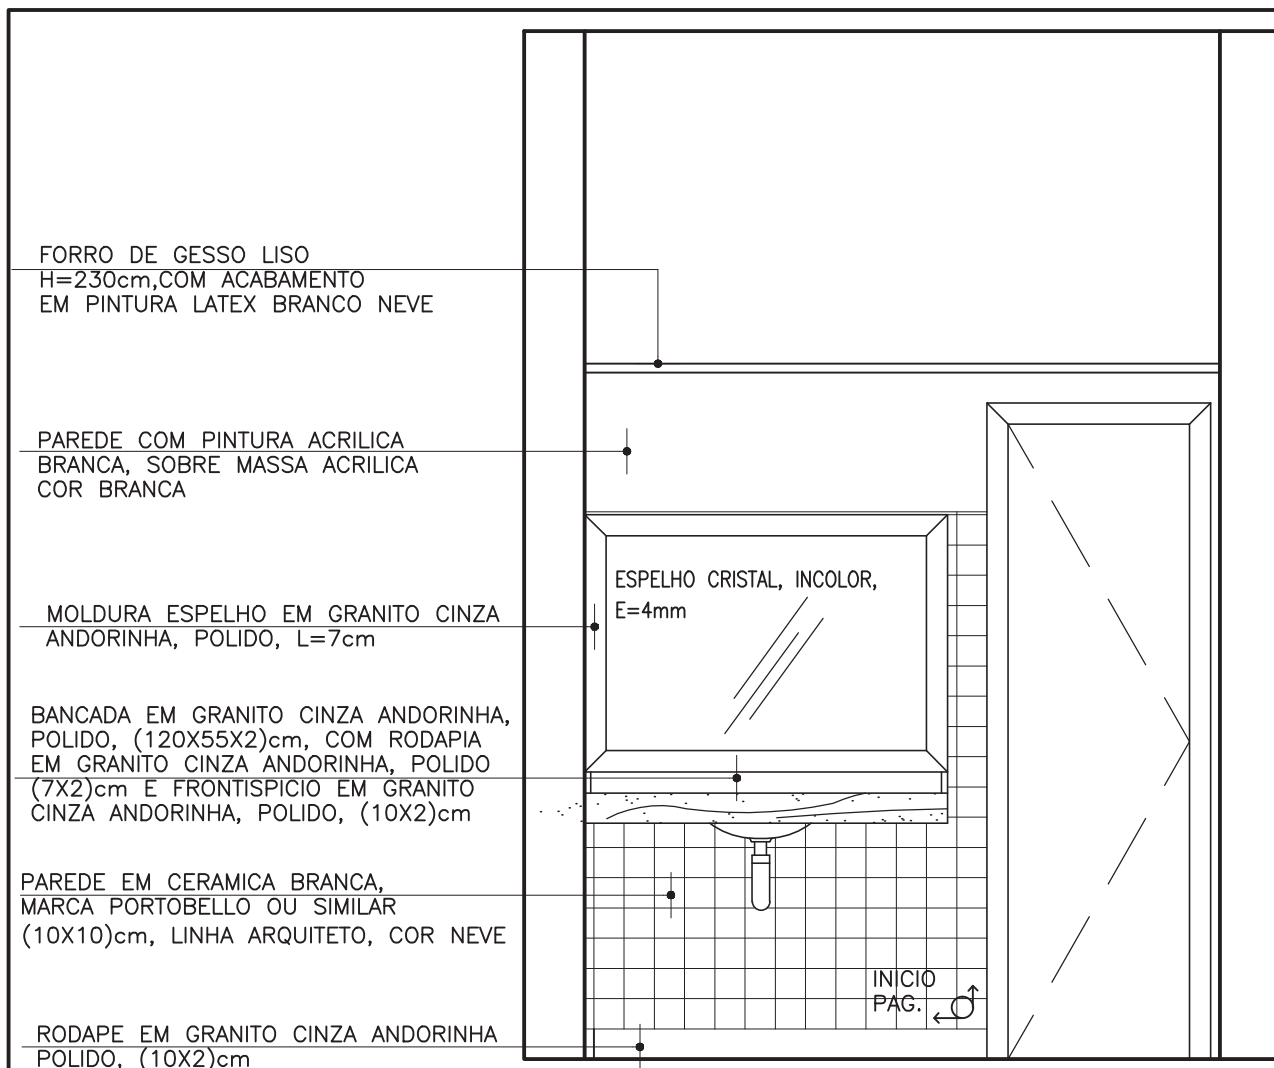 FORRO DE GESSO LISO
H=230cm,COM ACABAMENTO
EM PINTURA LATEX BRANCO NEVE
PAREDE COM PINTURA ACRILICA
BRANCA, SOBRE MASSA ACRILICA
COR BRANCA
ESPELHO CRISTAL, INCOLOR,
E=4mm
MOLDURA ESPELHO EM GRANITO CINZA
ANDORINHA, POLIDO, L=7cm
BANCADA EM GRANITO CINZA ANDORINHA,
POLIDO, (120X55X2)cm, COM RODAPIA
EM GRANITO CINZA ANDORINHA, POLIDO
(7X2)cm E FRONTISPICIO EM GRANITO
CINZA ANDORINHA, POLIDO, (10X2)cm
PAREDE EM CERAMICA BRANCA,
MARCA PORTOBELLO OU SIMILAR
(10X10)cm, LINHA ARQUITETO, COR NEVE
INICIO
PAG.
RODAPE EM GRANITO CINZA ANDORINHA
POLIDO, (10X2)cm